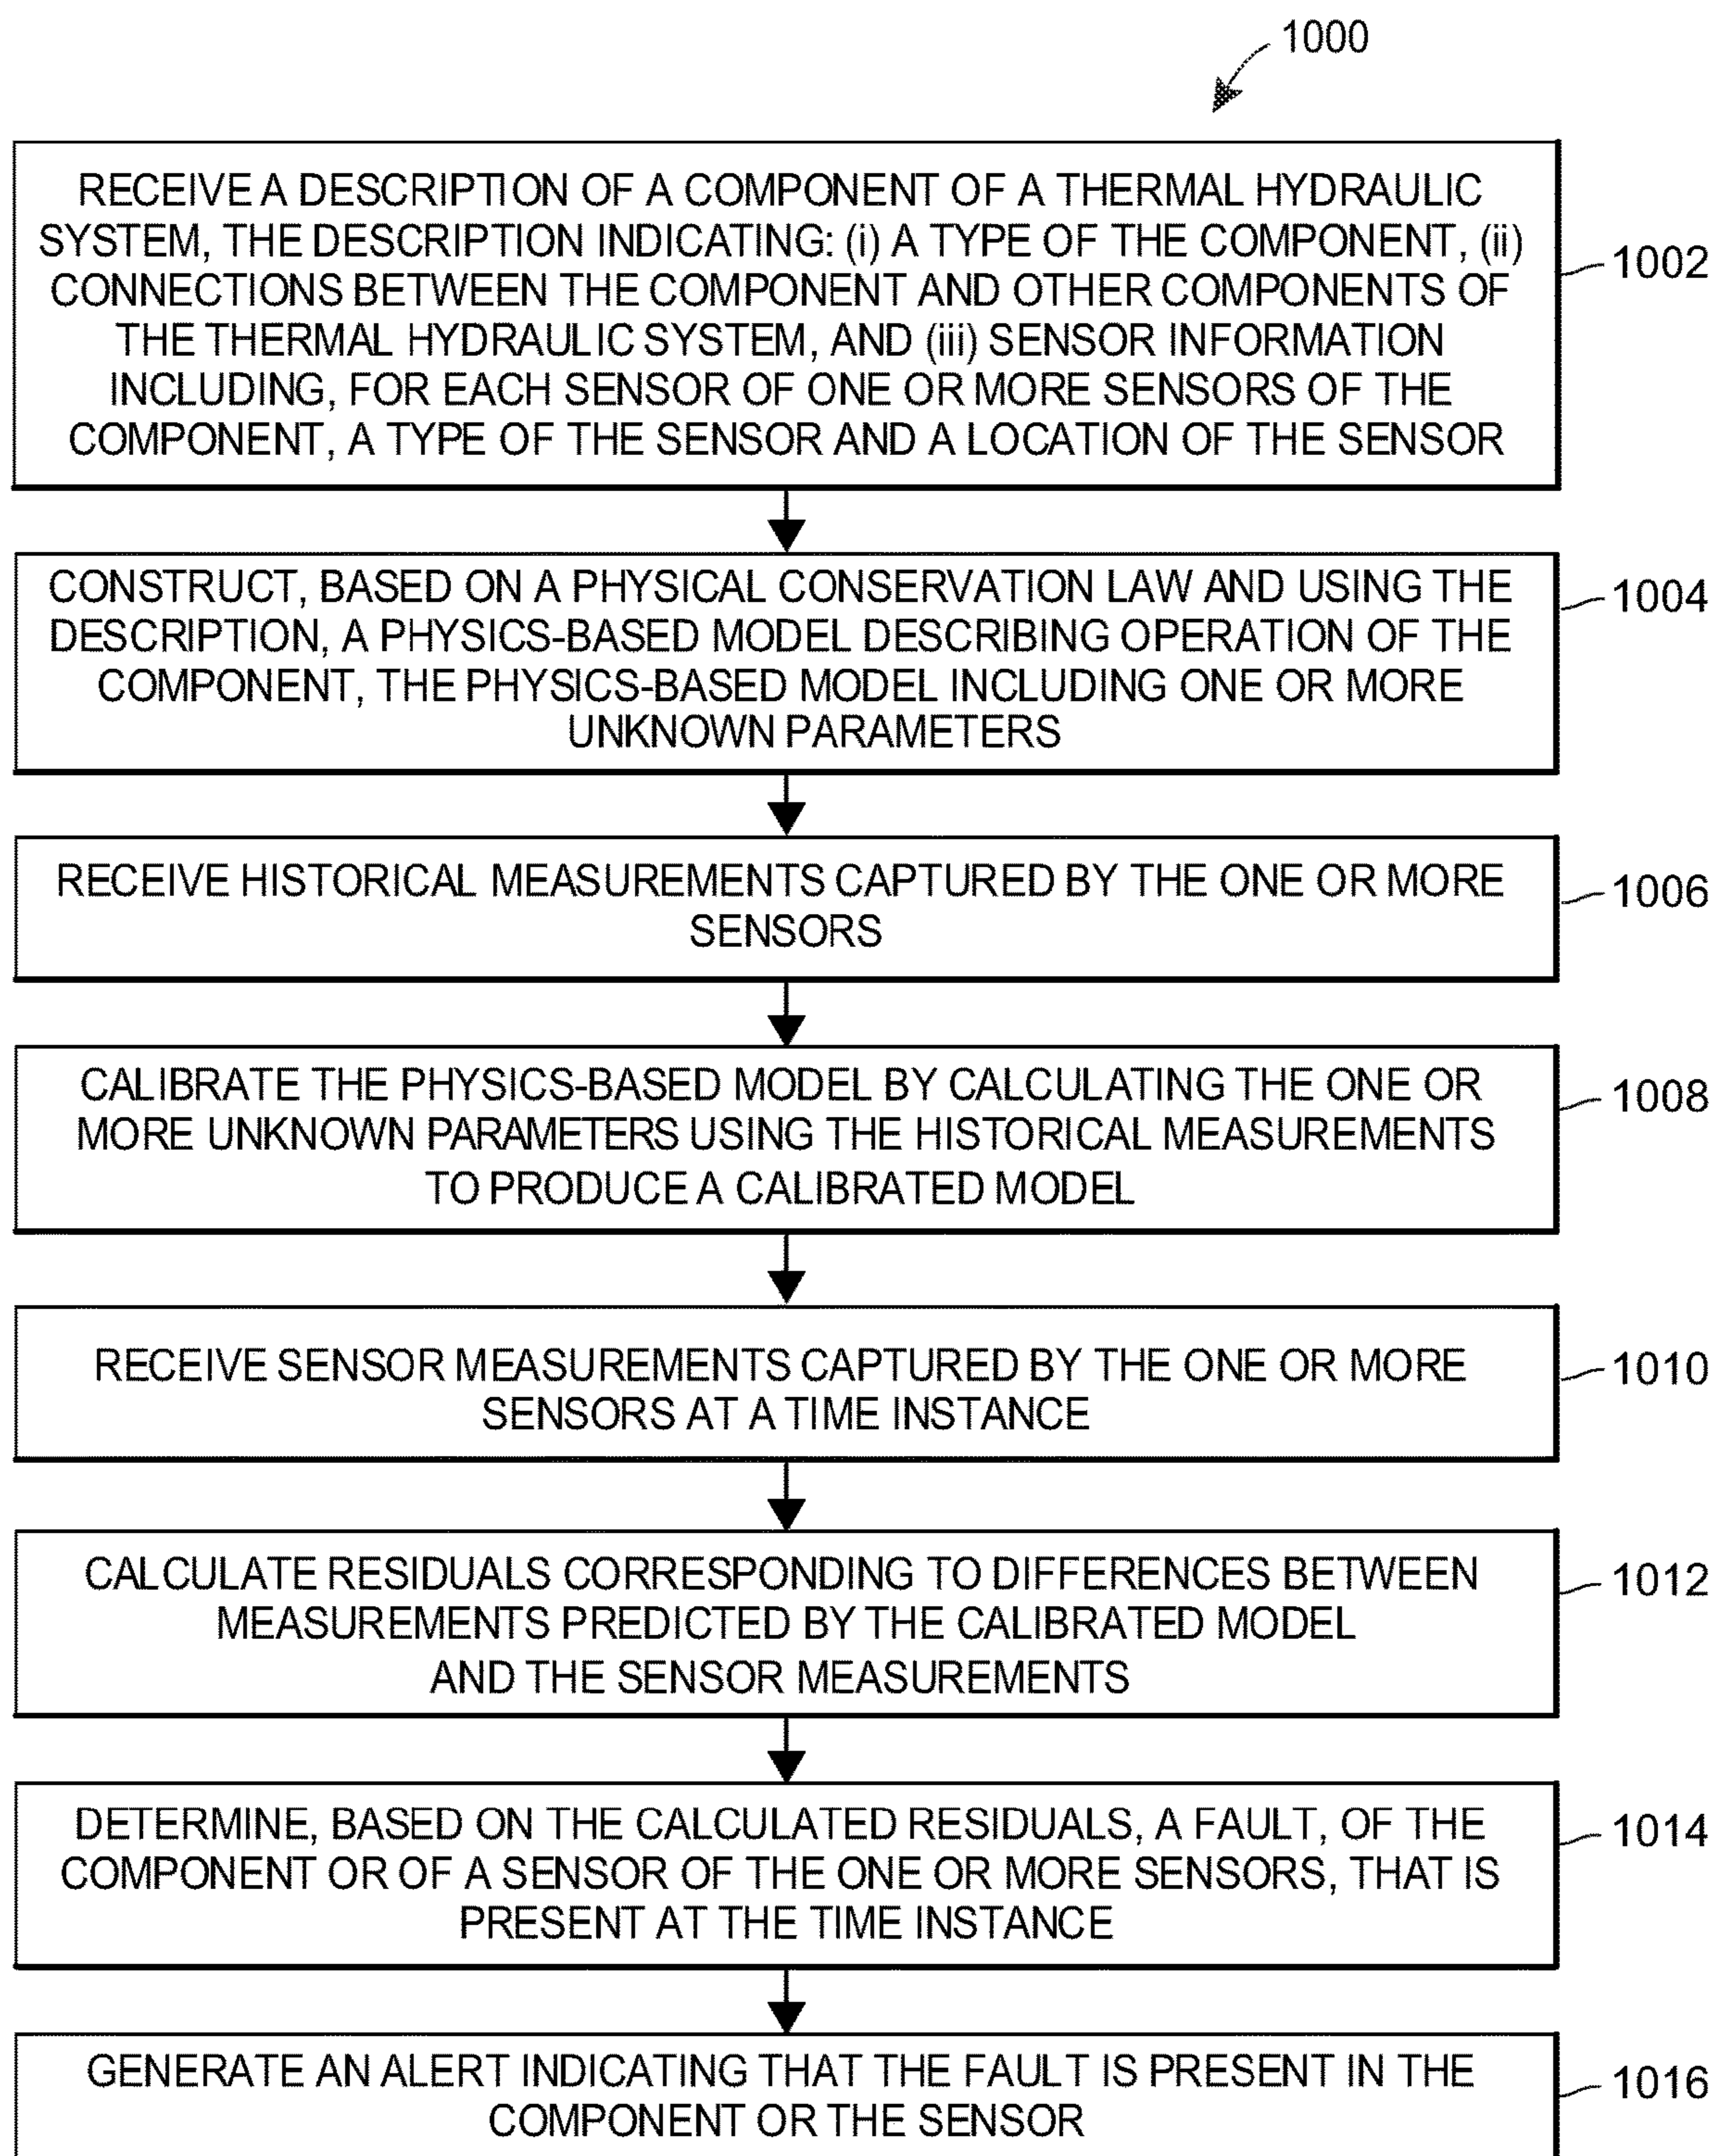 1000
RECEIVE A DESCRIPTION OF A COMPONENT OF A THERMAL HYDRAULIC
SYSTEM, THE DESCRIPTION INDICATING: (i) A TYPE OF THE COMPONENT, (ii)
CONNECTIONS BETWEEN THE COMPONENT AND OTHER COMPONENTS OF
THE THERMAL HYDRAULIC SYSTEM, AND (iii) SENSOR INFORMATION
INCLUDING, FOR EACH SENSOR OF ONE OR MORE SENSORS OF THE
COMPONENT, A TYPE OF THE SENSOR AND A LOCATION OF THE SENSOR
1002
CONSTRUCT, BASED ON A PHYSICAL CONSERVATION LAW AND USING THE
DESCRIPTION, A PHYSICS-BASED MODEL DESCRIBING OPERATION OF THE
COMPONENT, THE PHYSICS-BASED MODEL INCLUDING ONE OR MORE
UNKNOWN PARAMETERS
1004
RECEIVE HISTORICAL MEASUREMENTS CAPTURED BY THE ONE OR MORE
SENSORS
1006
CALIBRATE THE PHYSICS-BASED MODEL BY CALCULATING THE ONE OR
MORE UNKNOWN PARAMETERS USING THE HISTORICAL MEASUREMENTS
TO PRODUCE A CALIBRATED MODEL
1008
RECEIVE SENSOR MEASUREMENTS CAPTURED BY THE ONE OR MORE
SENSORS AT A TIME INSTANCE
1010
CALCULATE RESIDUALS CORRESPONDING TO DIFFERENCES BETWEEN
MEASUREMENTS PREDICTED BY THE CALIBRATED MODEL
AND THE SENSOR MEASUREMENTS
1012
DETERMINE, BASED ON THE CALCULATED RESIDUALS, A FAULT, OF THE
COMPONENT OR OF A SENSOR OF THE ONE OR MORE SENSORS, THAT IS
PRESENT AT THE TIME INSTANCE
1014
GENERATE AN ALERT INDICATING THAT THE FAULT IS PRESENT IN THE
COMPONENT OR THE SENSOR
1016